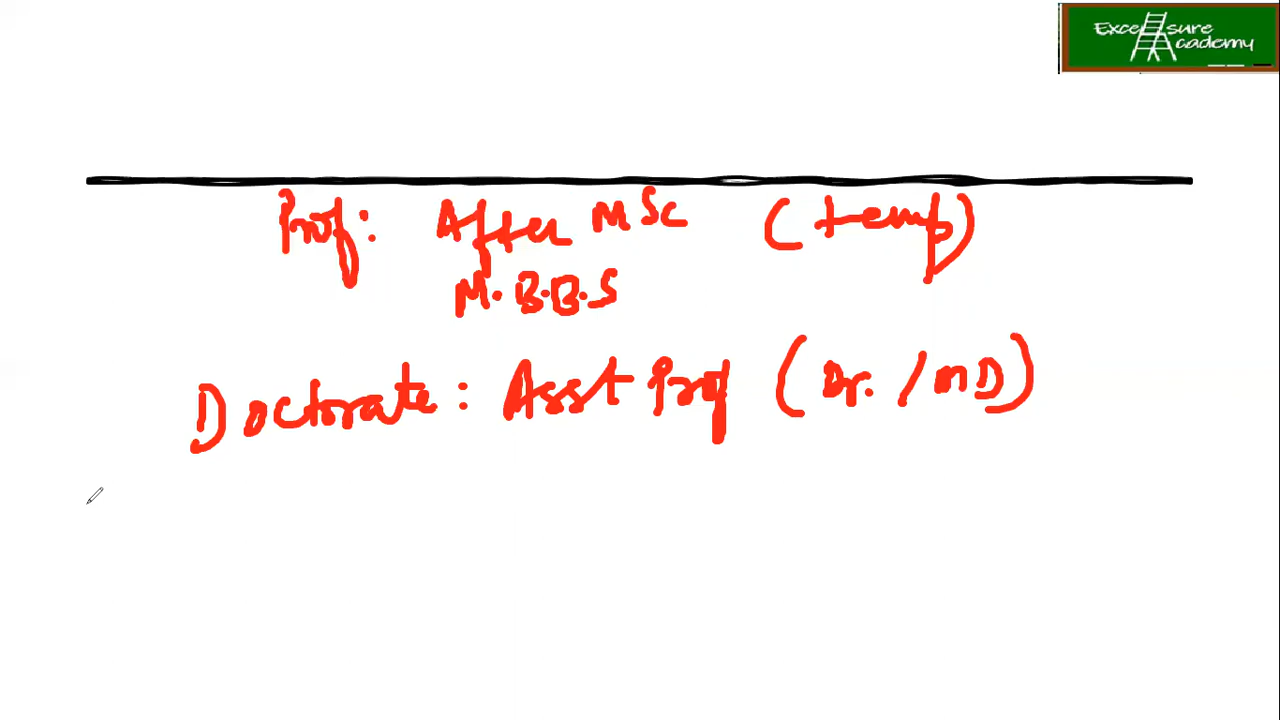 Excel sure
Academy
Prof: After MSc (temp)
M.B.B.S
Doctorate: Asst Prof (Dr. / MD)